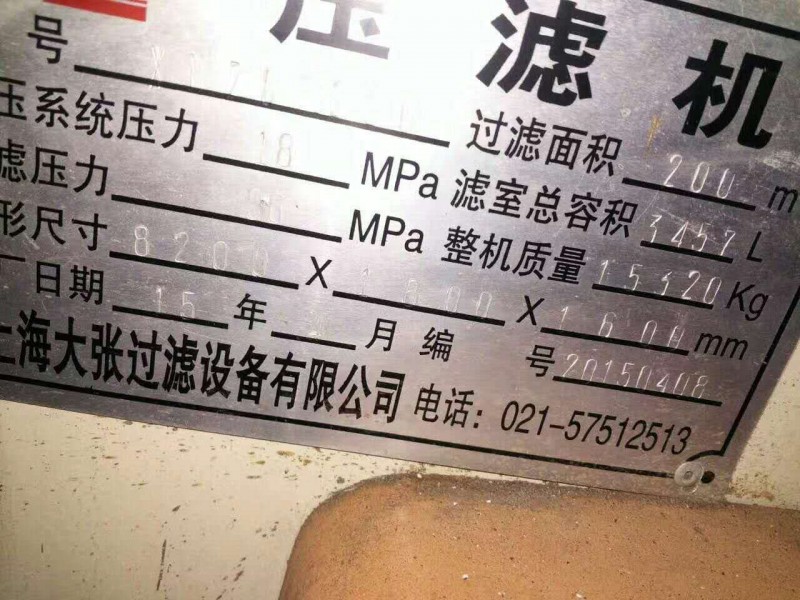 压滤机
号 过滤面积 200 m
压系统压力 18 MPa 滤室总容积 3457 L
滤压力 MPa 整机质量 15120 Kg
形尺寸 8200 X 1800 X 1600 mm
日期 15 年 月 编号 20150408
上海大张过滤设备有限公司 电话：021-57512513